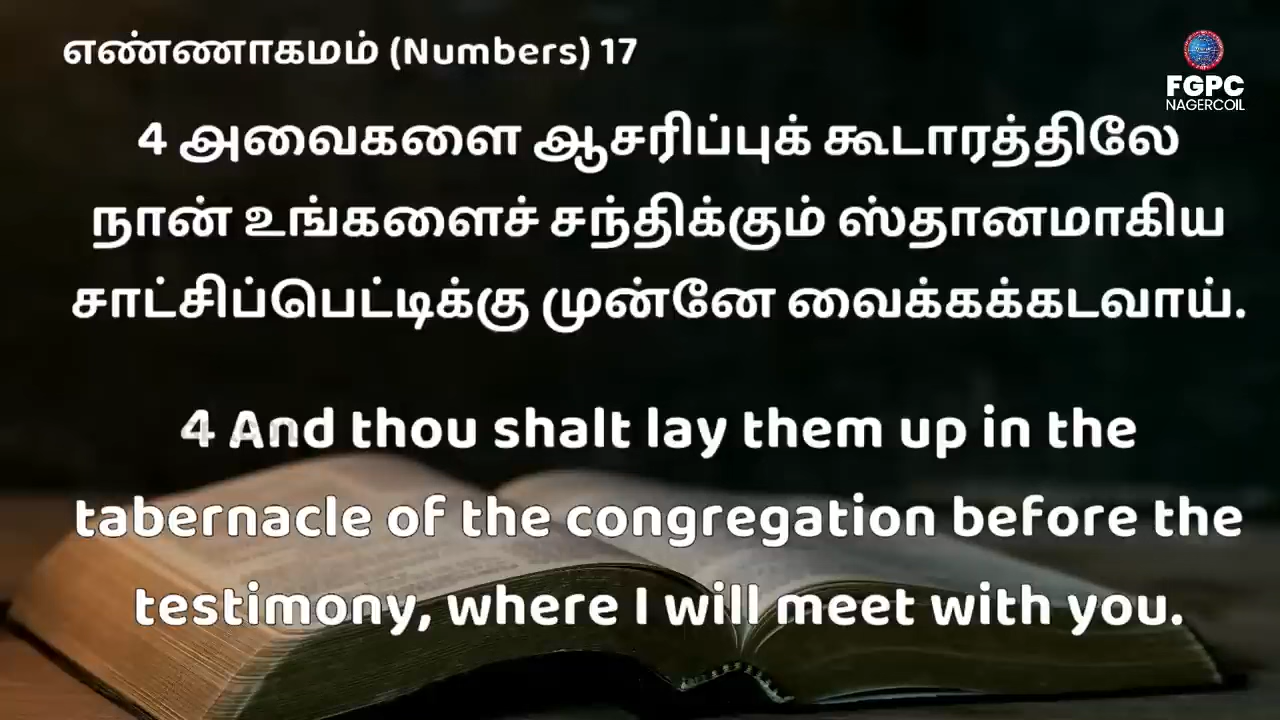 எண்ணாகமம் (Numbers) 17
FGPC
NAGERCOIL
4 அவைகளை ஆசரிப்புக் கூடாரத்திலே
நான் உங்களைச் சந்திக்கும் ஸ்தானமாகிய
சாட்சிப்பெட்டிக்கு முன்னே வைக்கக்கடவாய்.
4 And thou shalt lay them up in the
tabernacle of the congregation before the
testimony, where I will meet with you.